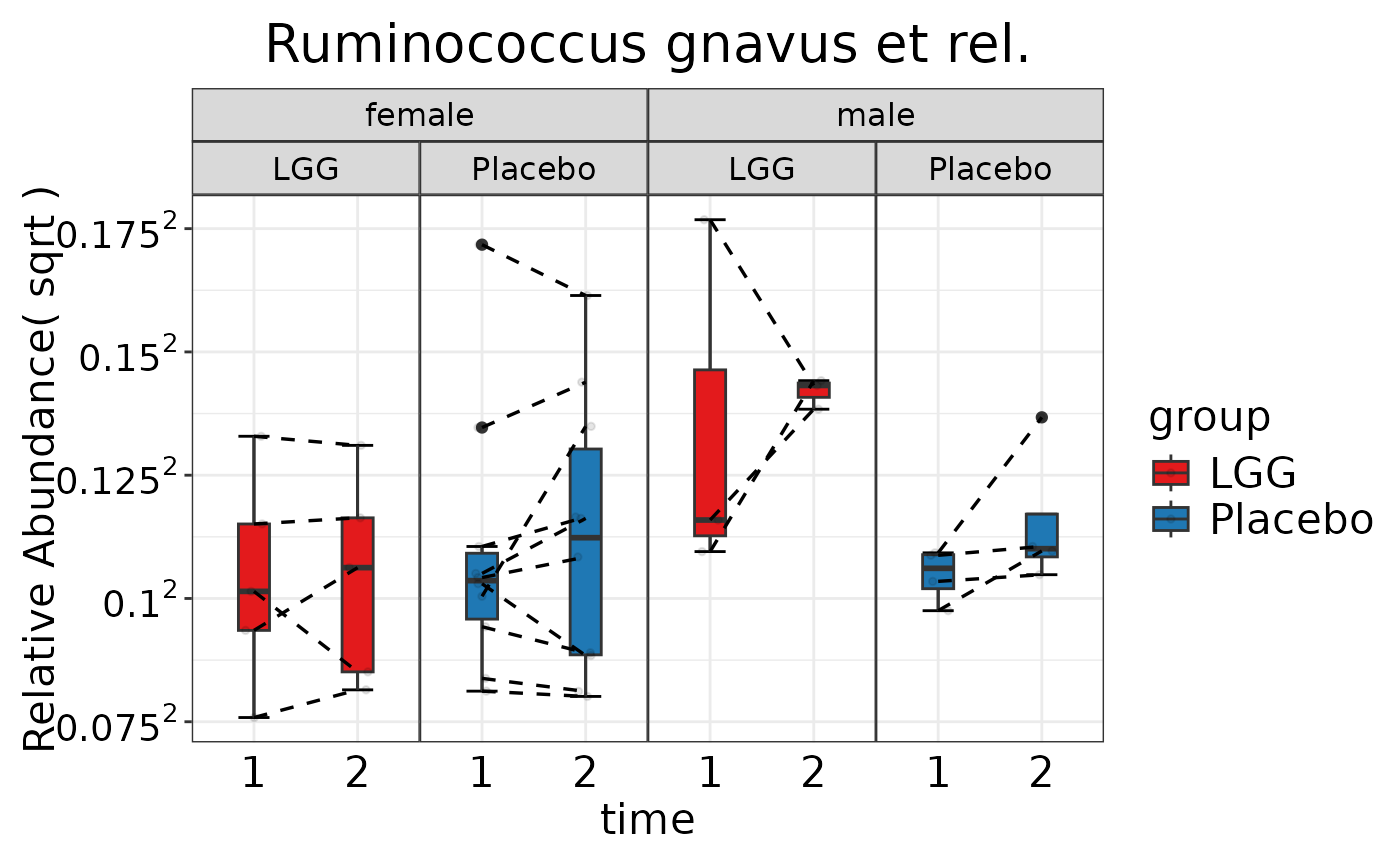 Ruminococcus gnavus et rel.
female male
LGG Placebo LGG Placebo
Relative Abundance( sqrt )
0.175²
0.15²
0.125²
0.1²
0.075²
1 2 1 2 1 2 1 2
time
group
LGG
Placebo